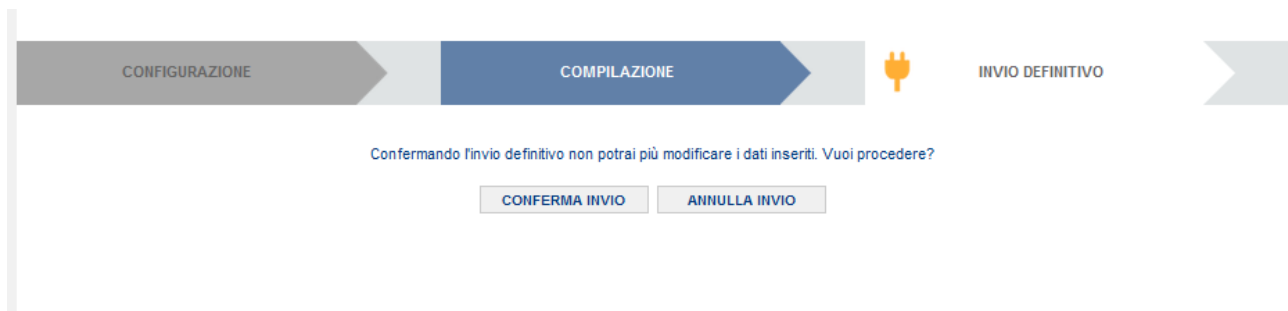 CONFIGURAZIONE
COMPILAZIONE
INVIO DEFINITIVO
Confermando l'invio definitivo non potrai più modificare i dati inseriti. Vuoi procedere?
CONFERMA INVIO
ANNULLA INVIO